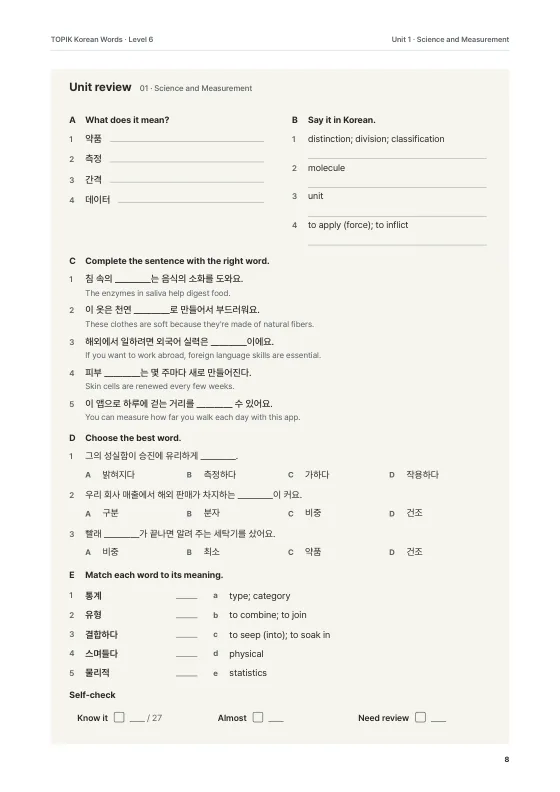 TOPIK Korean Words · Level 6
Unit 1 · Science and Measurement
Unit review 01 · Science and Measurement
A What does it mean?
1 약품 ____
2 측정 ____
3 간격 ____
4 데이터 ____
B Say it in Korean.
1 distinction; division; classification
____
2 molecule
____
3 unit
____
4 to apply (force); to inflict
____
C Complete the sentence with the right word.
1 침 속의 ________는 음식의 소화를 도와요.
The enzymes in saliva help digest food.
2 이 옷은 천연 ________로 만들어서 부드러워요.
These clothes are soft because they're made of natural fibers.
3 해외에서 일하려면 외국어 실력은 ________이에요.
If you want to work abroad, foreign language skills are essential.
4 피부 ________는 몇 주마다 새로 만들어진다.
Skin cells are renewed every few weeks.
5 이 앱으로 하루에 걷는 거리를 ________ 수 있어요.
You can measure how far you walk each day with this app.
D Choose the best word.
1 그의 성실함이 승진에 유리하게 ________.
A 밝혀지다 B 측정하다 C 가하다 D 작용하다
2 우리 회사 매출에서 해외 판매가 차지하는 ________이 커요.
A 구분 B 분자 C 비중 D 건조
3 빨래 ________가 끝나면 알려 주는 세탁기를 샀어요.
A 비중 B 최소 C 약품 D 건조
E Match each word to its meaning.
1 통계 ____ a type; category
2 유형 ____ b to combine; to join
3 결합하다 ____ c to seep (into); to soak in
4 스며들다 ____ d physical
5 물리적 ____ e statistics
Self-check
Know it ☐ ___ / 27 Almost ☐ ___ Need review ☐ ___
8